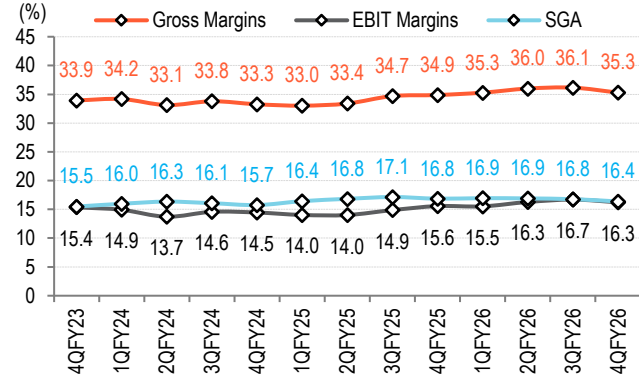 (%)
Gross Margins EBIT Margins SGA
45
40
35
30
25
20
15
10
5
0
33.9 34.2 33.1 33.8 33.3 33.0 33.4 34.7 34.9 35.3 36.0 36.1 35.3
15.5 16.0 16.3 16.1 15.7 16.4 16.8 17.1 16.8 16.9 16.9 16.8 16.4
15.4 14.9 13.7 14.6 14.5 14.0 14.0 14.9 15.6 15.5 16.3 16.7 16.3
4QFY23 1QFY24 2QFY24 3QFY24 4QFY24 1QFY25 2QFY25 3QFY25 4QFY25 1QFY26 2QFY26 3QFY26 4QFY26